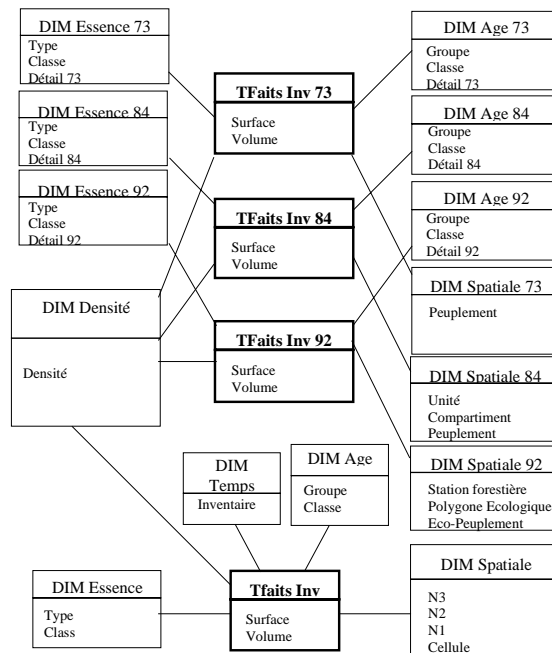 DIM Essence 73
Type
Classe
Détail 73
DIM Essence 84
Type
Classe
Détail 84
DIM Essence 92
Type
Classe
Détail 92
DIM Densité
Densité
TFaits Inv 73
Surface
Volume
TFaits Inv 84
Surface
Volume
TFaits Inv 92
Surface
Volume
DIM Age 73
Groupe
Classe
Détail 73
DIM Age 84
Groupe
Classe
Détail 84
DIM Age 92
Groupe
Classe
Détail 92
DIM Spatiale 73
Peuplement
DIM Spatiale 84
Unité
Compartiment
Peuplement
DIM Spatiale 92
Station forestière
Polygone Ecologique
Eco-Peuplement
DIM
Temps
Inventaire
DIM Age
Groupe
Classe
DIM Essence
Type
Class
Tfaits Inv
Surface
Volume
DIM Spatiale
N3
N2
N1
Cellule